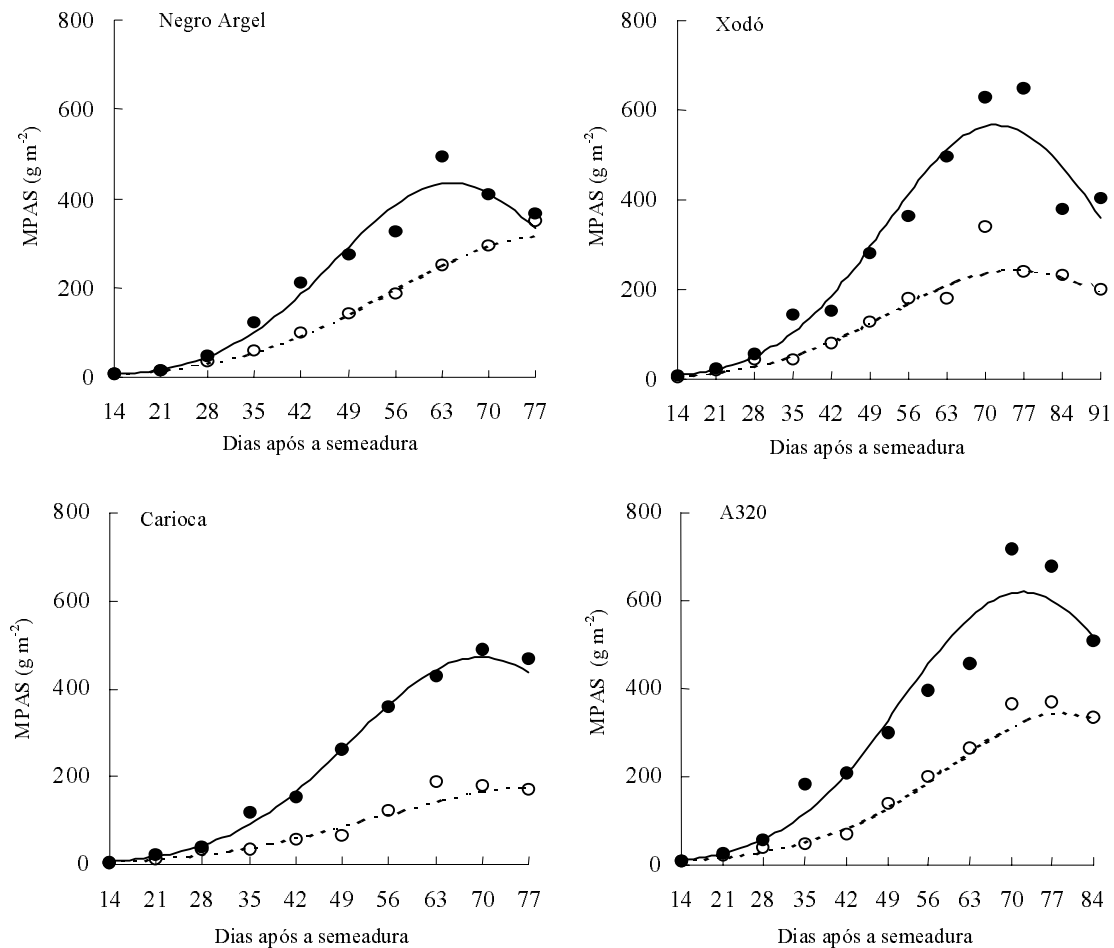 Negro Argel
MPAS (g m-2)
800
600
400
200
0
14 21 28 35 42 49 56 63 70 77
Dias após a semeadura
Xodó
MPAS (g m-2)
800
600
400
200
0
14 21 28 35 42 49 56 63 70 77 84 91
Dias após a semeadura
Carioca
MPAS (g m-2)
800
600
400
200
0
14 21 28 35 42 49 56 63 70 77
Dias após a semeadura
A320
MPAS (g m-2)
800
600
400
200
0
14 21 28 35 42 49 56 63 70 77 84
Dias após a semeadura